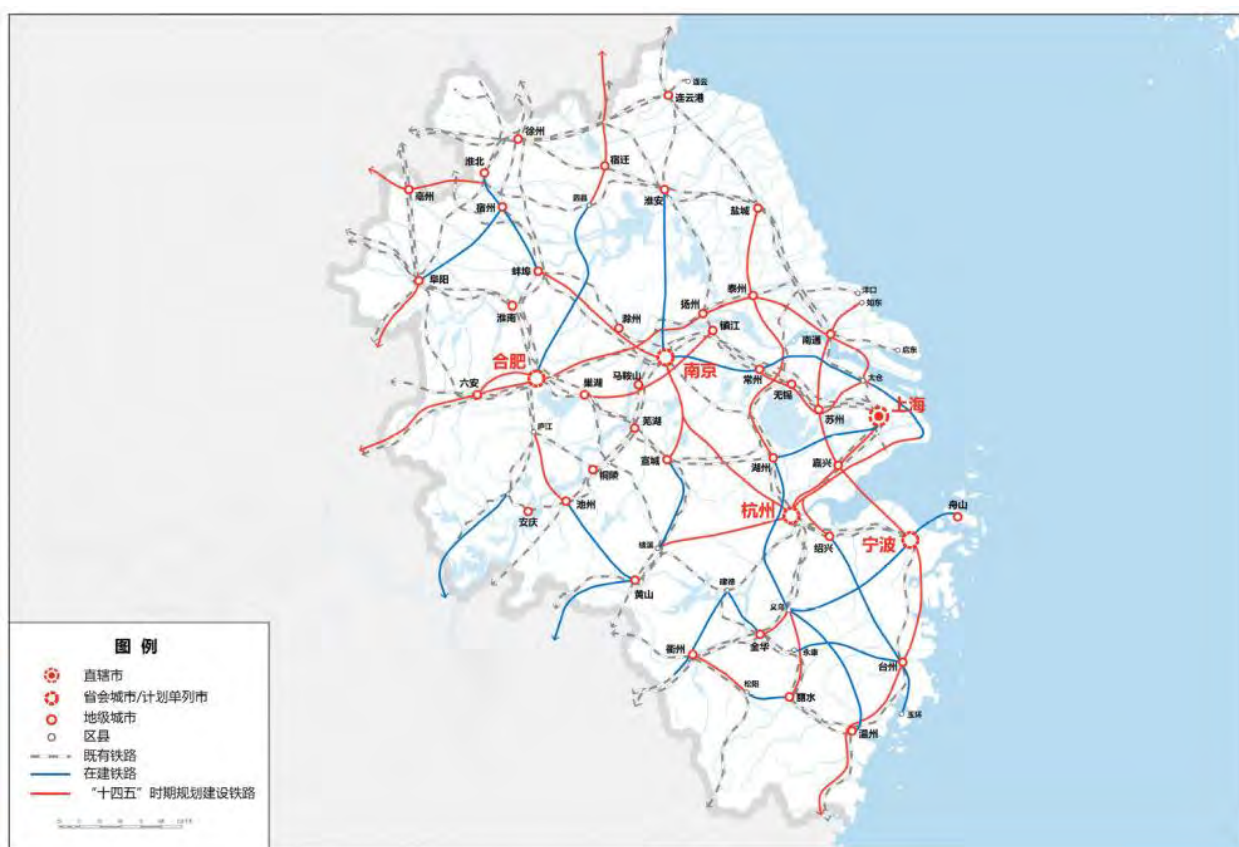 连云
连云港
徐州
淮北
宿迁
亳州
泗县
淮安
宿州
盐城
阜阳
蚌埠
泰州
洋口
如东
淮南
滁州
扬州
镇江
南通
启东
合肥
南京
马鞍山
常州
无锡
太仓
六安
巢湖
苏州
上海
庐江
芜湖
宣城
湖州
嘉兴
铜陵
池州
安庆
杭州
舟山
绍兴
宁波
绩溪
黄山
建德
义乌
金华
永康
衢州
台州
松阳
丽水
玉环
温州
图 例
直辖市
省会城市/计划单列市
地级城市
区县
既有铁路
在建铁路
“十四五”时期规划建设铁路